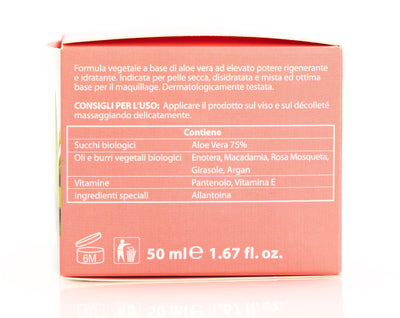 Formula vegetale a base di aloe vera ad elevato potere rigenerante
e idratante. Indicata per pelle secca, disidratata e mista ed ottima
base per il maquillage. Dermatologicamente testata.
CONSIGLI PER L'USO: Applicare il prodotto sul viso e sul décolleté
massaggiando delicatamente.
Contiene
Succhi biologici Aloe Vera 75%
Oli e burri vegetali biologici Enotera, Macadamia, Rosa Mosqueta,
Girasole, Argan
Vitamine Pantenolo, Vitamina E
Ingredienti speciali Allantoina
6M 50 ml℮ 1.67 fl. oz.